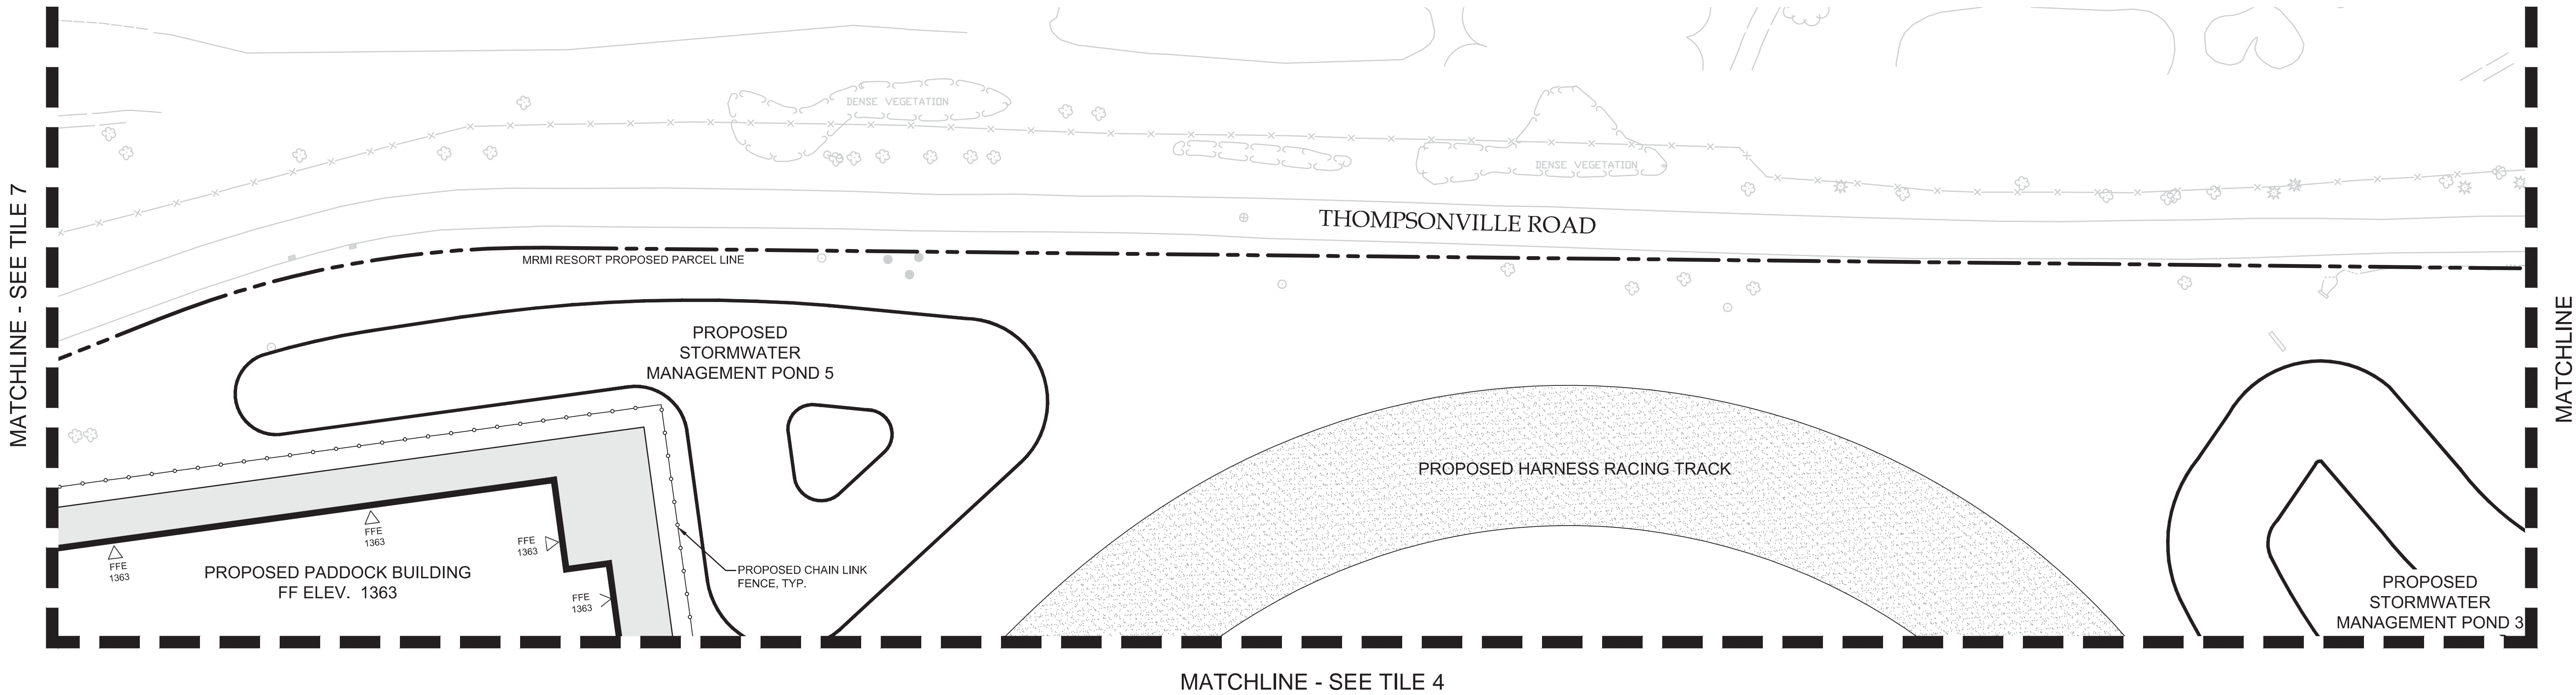 DENSE VEGETATION
DENSE VEGETATION
THOMPSONVILLE ROAD
MRMI RESORT PROPOSED PARCEL LINE
MATCHLINE - SEE TILE 7
MATCHLINE
PROPOSED
STORMWATER
MANAGEMENT POND 5
PROPOSED HARNESS RACING TRACK
FFE
1363
FFE
1363
FFE
1363
FFE
1363
PROPOSED PADDOCK BUILDING
FF ELEV. 1363
PROPOSED CHAIN LINK
FENCE, TYP.
PROPOSED
STORMWATER
MANAGEMENT POND 3
MATCHLINE - SEE TILE 4